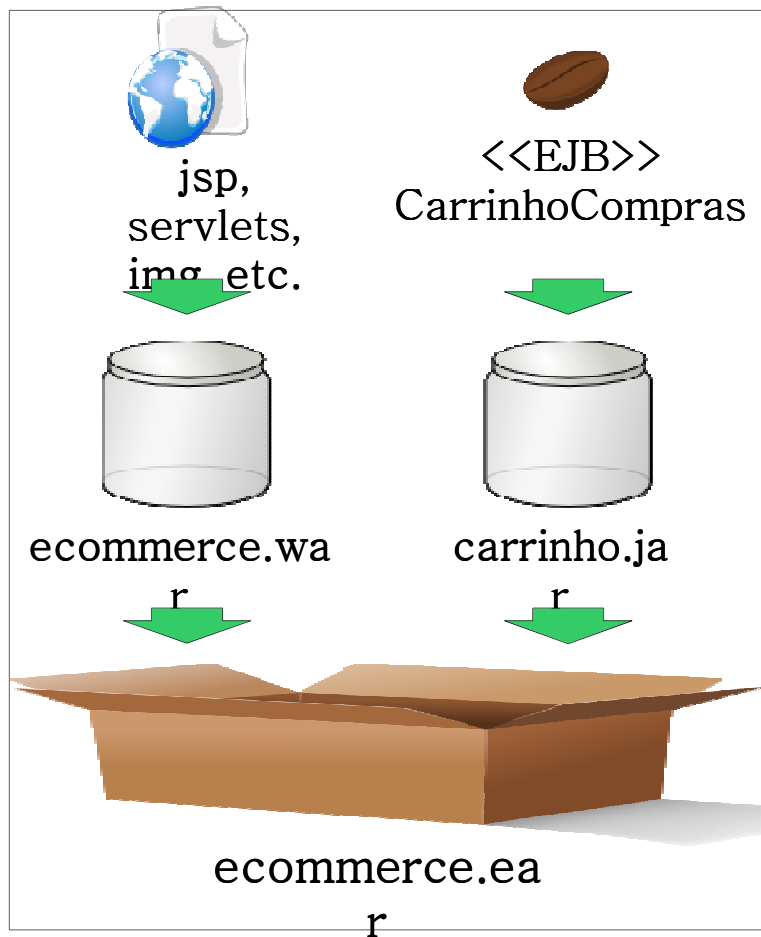 jsp,
servlets,
img, etc.
<<EJB>>
CarrinhoCompras
ecommerce.wa
r
carrinho.ja
r
ecommerce.ea
r